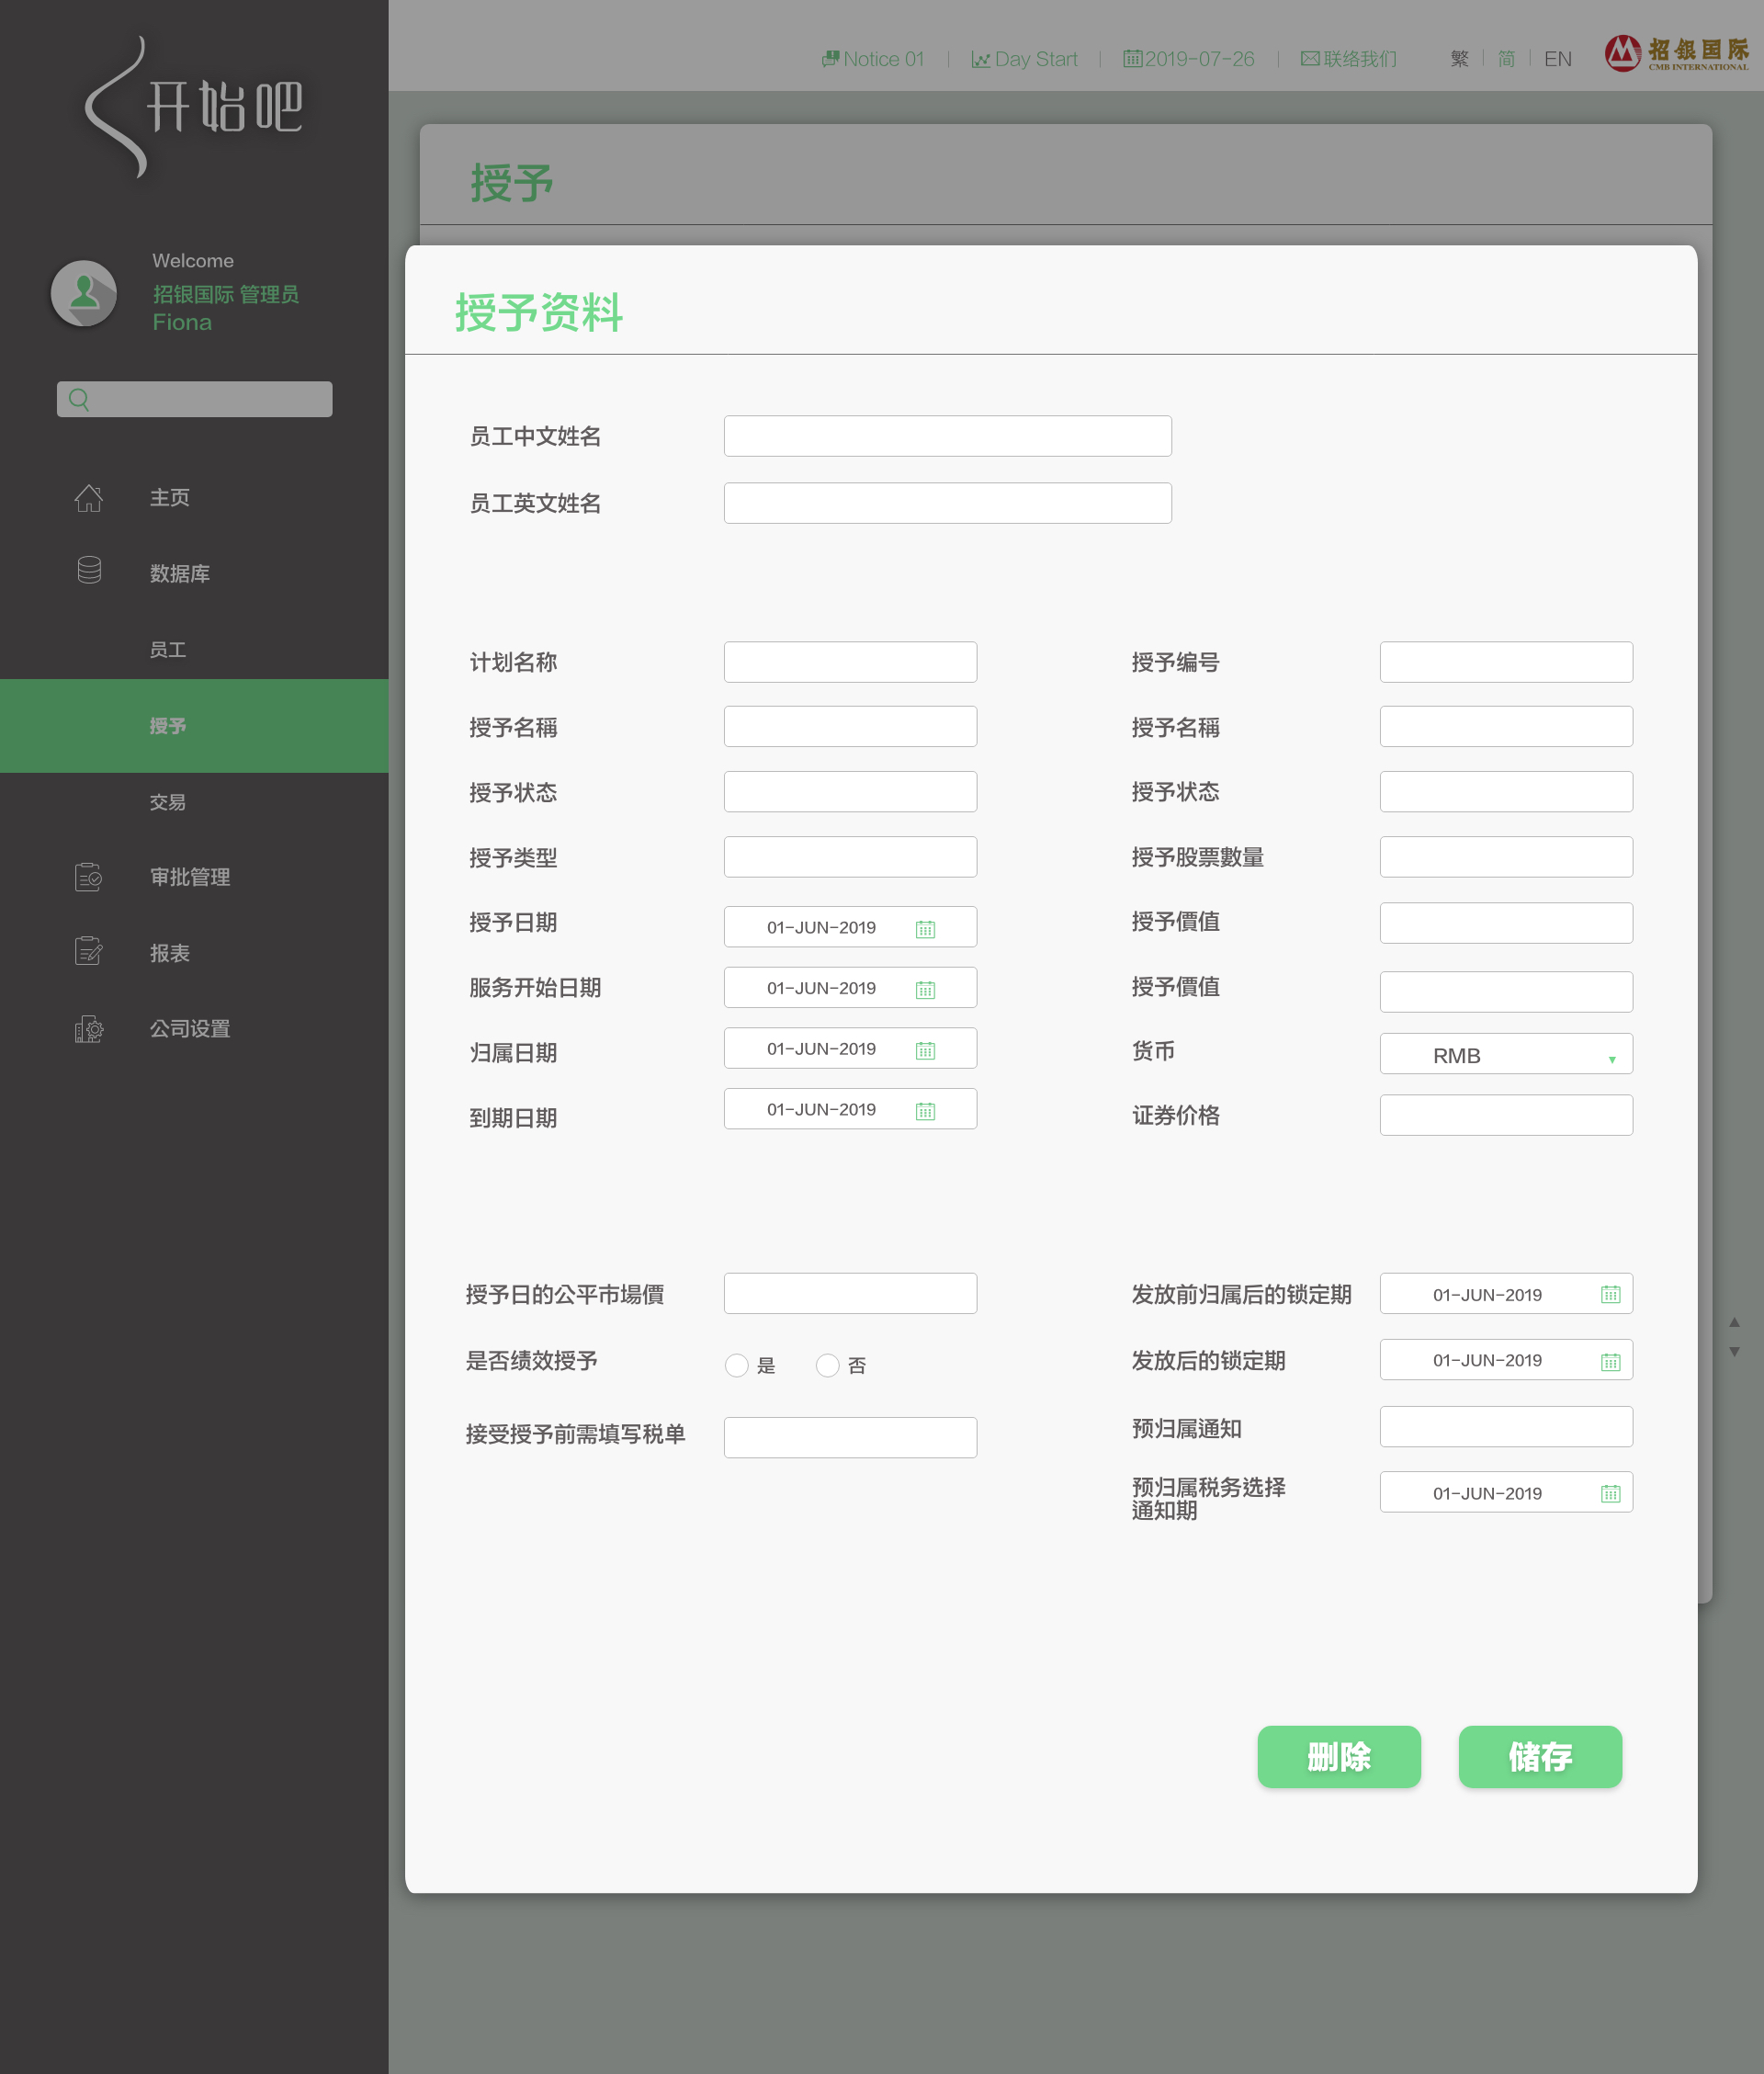 开始吧
Notice 01
Day Start
2019-07-26
联络我们
繁
简
EN
招银国际
CMB INTERNATIONAL
Welcome
招银国际 管理员
Fiona
主页
数据库
员工
授予
交易
审批管理
报表
公司设置
授予
授予资料
员工中文姓名
员工英文姓名
计划名称
授予编号
授予名稱
授予名稱
授予状态
授予状态
授予类型
授予股票數量
授予日期
01-JUN-2019
授予價值
服务开始日期
01-JUN-2019
授予價值
归属日期
01-JUN-2019
货币
RMB
到期日期
01-JUN-2019
证券价格
授予日的公平市場價
发放前归属后的锁定期
01-JUN-2019
是否绩效授予
是
否
发放后的锁定期
01-JUN-2019
接受授予前需填写税单
预归属通知
预归属税务选择
通知期
01-JUN-2019
删除
储存